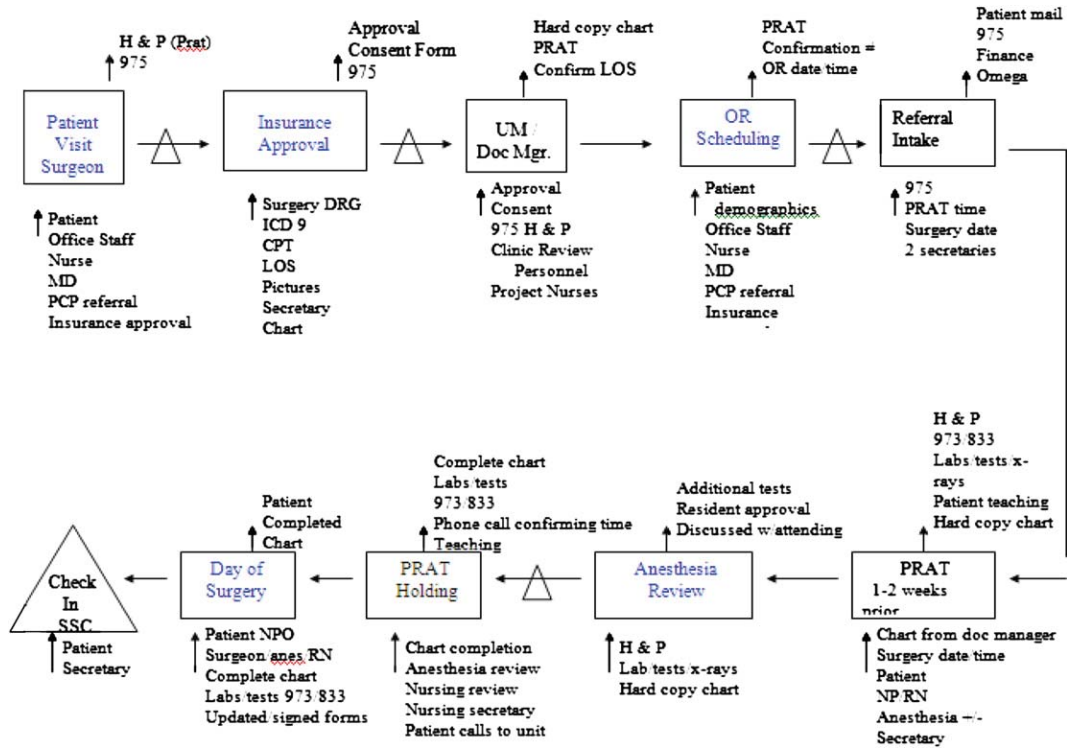 H & P (Prat)
975
Patient
Visit
Surgeon
Patient
Office Staff
Nurse
MD
PCP referral
Insurance approval
Approval
Consent Form
975
Insurance
Approval
Surgery DRG
ICD 9
CPT
LOS
Pictures
Secretary
Chart
Hard copy chart
PRAT
Confirm LOS
UM /
Doc Mgr.
Approval
Consent
975 H & P
Clinic Review
Personnel
Project Nurses
PRAT
Confirmation =
OR date/time
OR
Scheduling
Patient
demographics
Office Staff
Nurse
MD
PCP referral
Insurance
Patient mail
975
Finance
Omega
Referral
Intake
975
PRAT time
Surgery date
2 secretaries
H & P
973/833
Labs/tests/x-
rays
Patient teaching
Hard copy chart
PRAT
1-2 weeks
prior
Chart from doc manager
Surgery date/time
Patient
NP/RN
Anesthesia +/-
Secretary
Additional tests
Resident approval
Discussed w/attending
Anesthesia
Review
H & P
Lab/tests/x-rays
Hard copy chart
Complete chart
Labs/tests
973/833
Phone call confirming time
Teaching
PRAT
Holding
Chart completion
Anesthesia review
Nursing review
Nursing secretary
Patient calls to unit
Patient
Completed
Chart
Day of
Surgery
Patient NPO
Surgeon/anes/RN
Complete chart
Labs/tests 973/833
Updated/signed forms
Check
In
SSC
Patient
Secretary